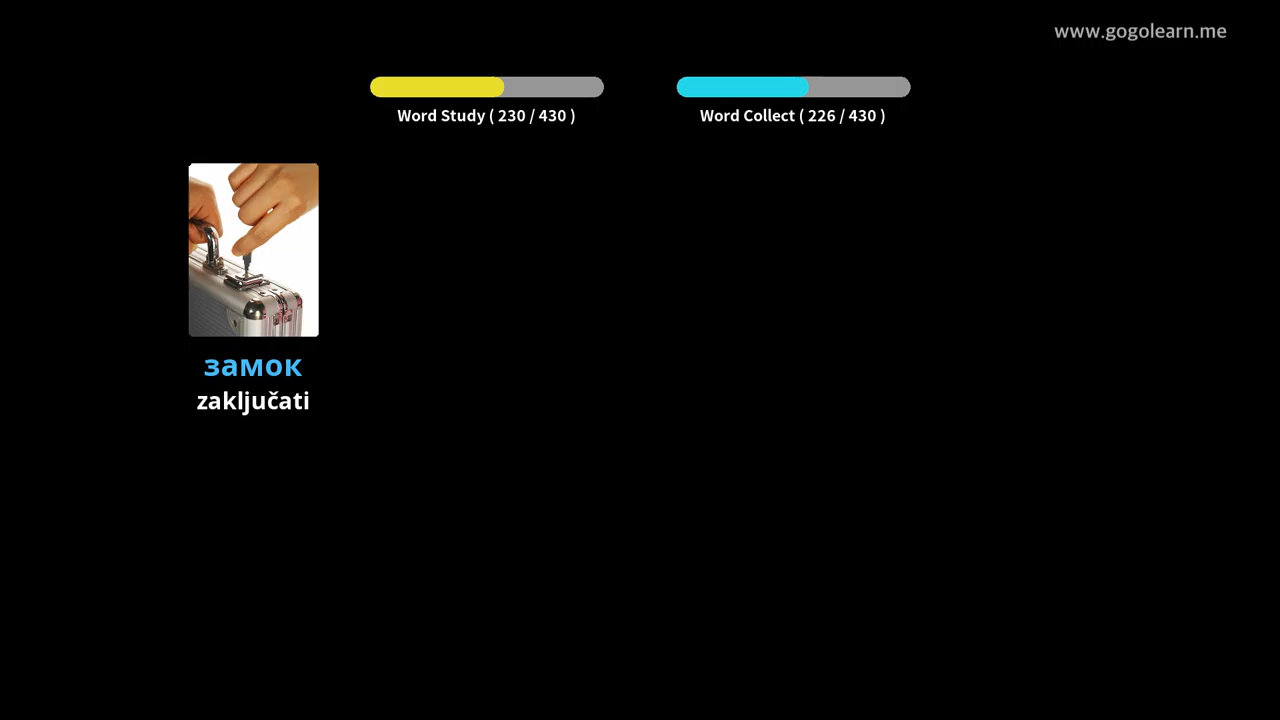 www.gogolearn.me
Word Study ( 230 / 430 )
Word Collect ( 226 / 430 )
замок
zaključati